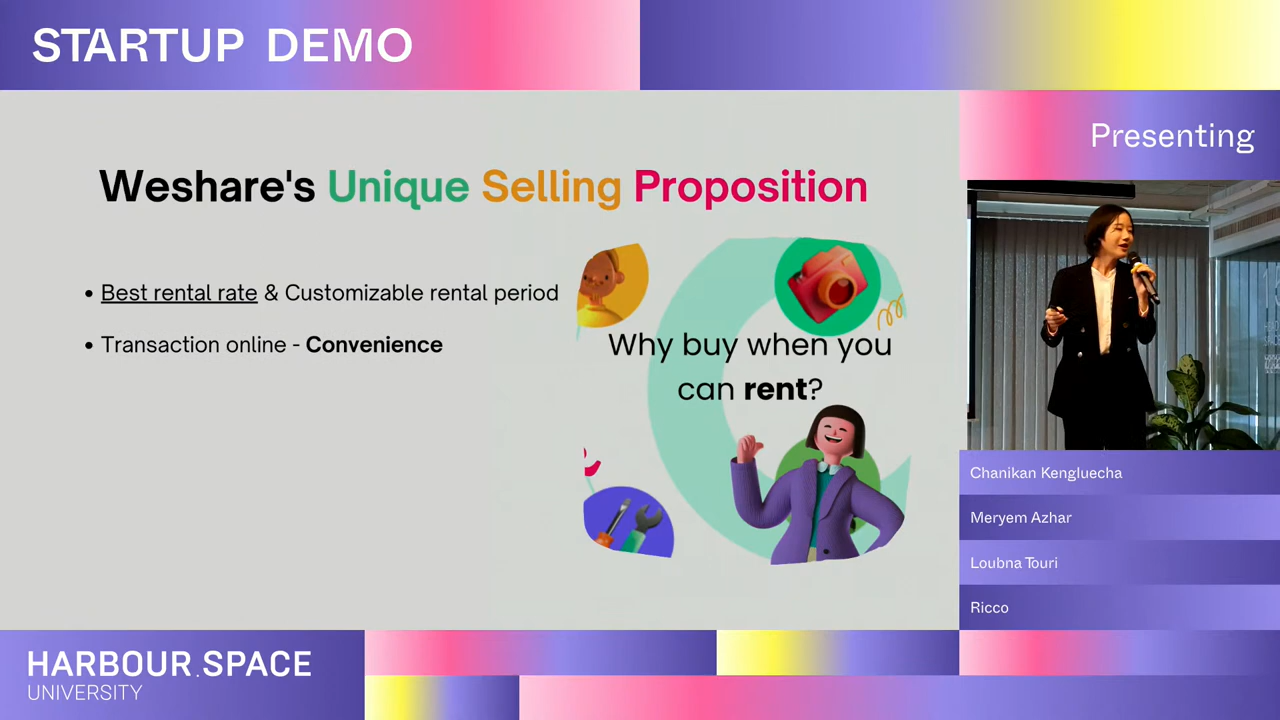 STARTUP DEMO
Presenting
Weshare's Unique Selling Proposition
• Best rental rate & Customizable rental period
• Transaction online - Convenience
Why buy when you
can rent?
Chanikan Kengluecha
Meryem Azhar
Loubna Touri
Ricco
HARBOUR.SPACE
UNIVERSITY